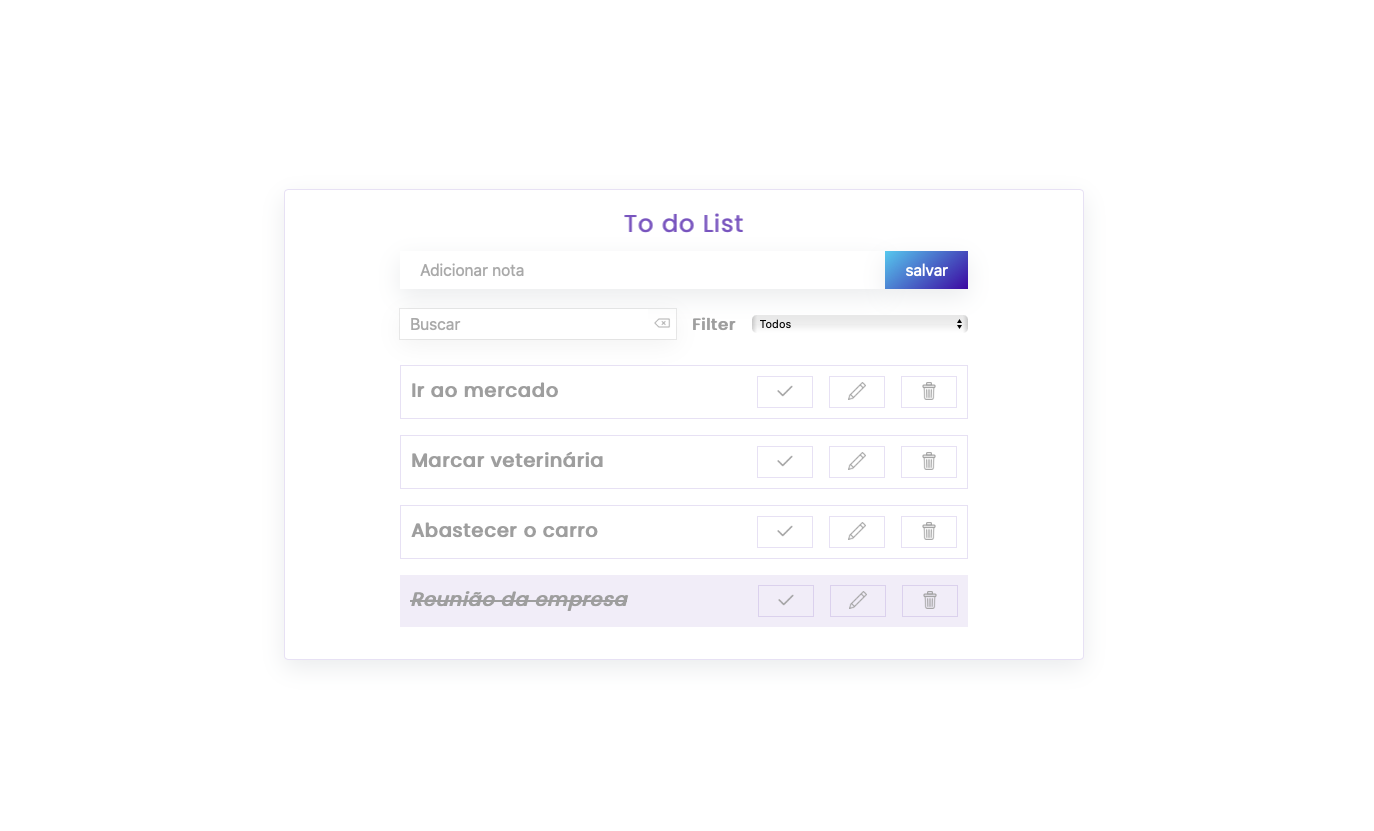 To do List
Adicionar nota
salvar
Buscar
Filter
Todos
Ir ao mercado
Marcar veterinária
Abastecer o carro
Reunião da empresa